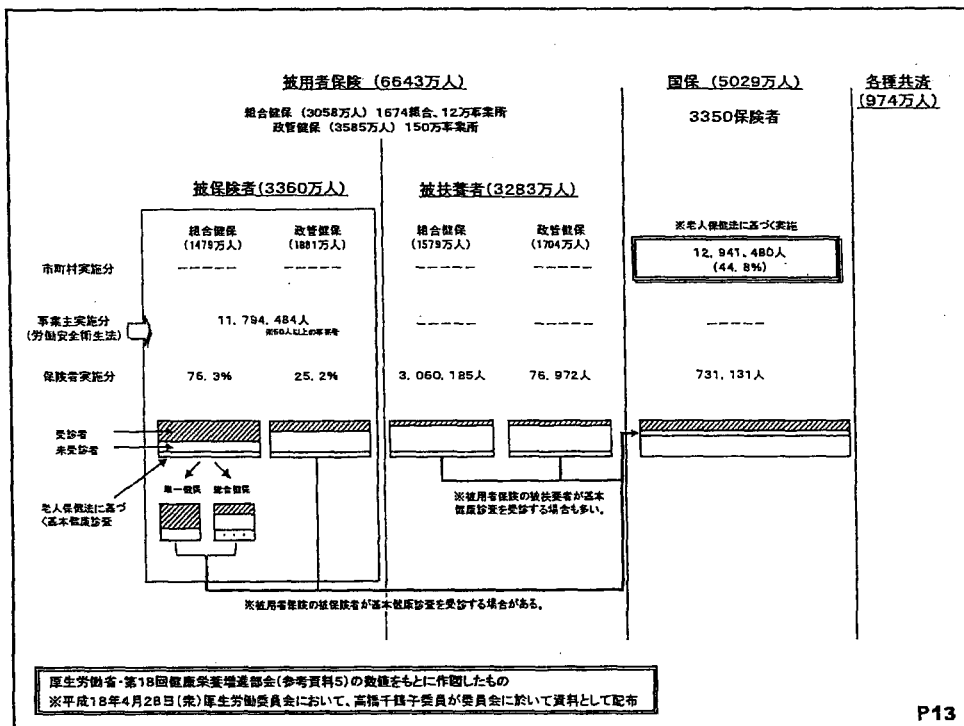 被用者保険 (6643万人)
国保 (5029万人)
各種共済
(974万人)
組合健保 (3058万人) 1674組合、12万事業所
政管健保 (3585万人) 150万事業所
3350保険者
被保険者(3360万人)
被扶養者(3283万人)
組合健保
(1479万人)
政管健保
(1881万人)
組合健保
(1579万人)
政管健保
(1704万人)
※老人保健法に基づく実施
市町村実施分
-----
-----
-----
-----
12, 941, 480人
(44. 8%)
事業主実施分
(労働安全衛生法)
11, 794, 484人
※50人以上の事業者
-----
-----
-----
保険者実施分
76. 3%
25. 2%
3, 060, 185人
76, 972人
731, 131人
受診者
未受診者
老人保健法に基づ
く基本健康診査
単一健保
総合健保
※被用者保険の被扶養者が基本
健康診査を受診する場合も多い。
※被用者保険の被保険者が基本健康診査を受診する場合がある。
厚生労働省・第18回健康栄養増進部会(参考資料5)の数値をもとに作図したもの
※平成18年4月28日(衆)厚生労働委員会において、高橋千鶴子委員が委員会に於いて資料として配布
P13